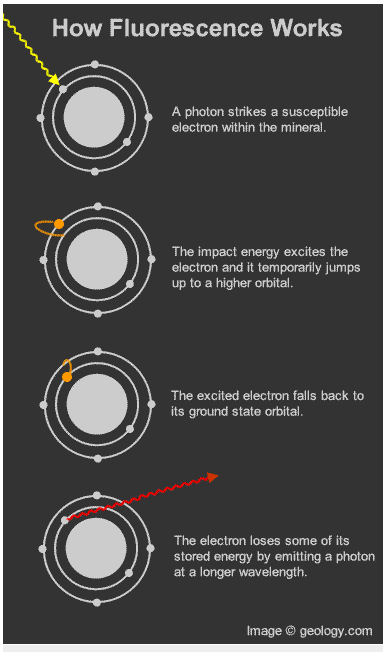 How Fluorescence Works
A photon strikes a susceptible
electron within the mineral.
The impact energy excites the
electron and it temporarily jumps
up to a higher orbital.
The excited electron falls back to
its ground state orbital.
The electron loses some of its
stored energy by emitting a photon
at a longer wavelength.
Image © geology.com